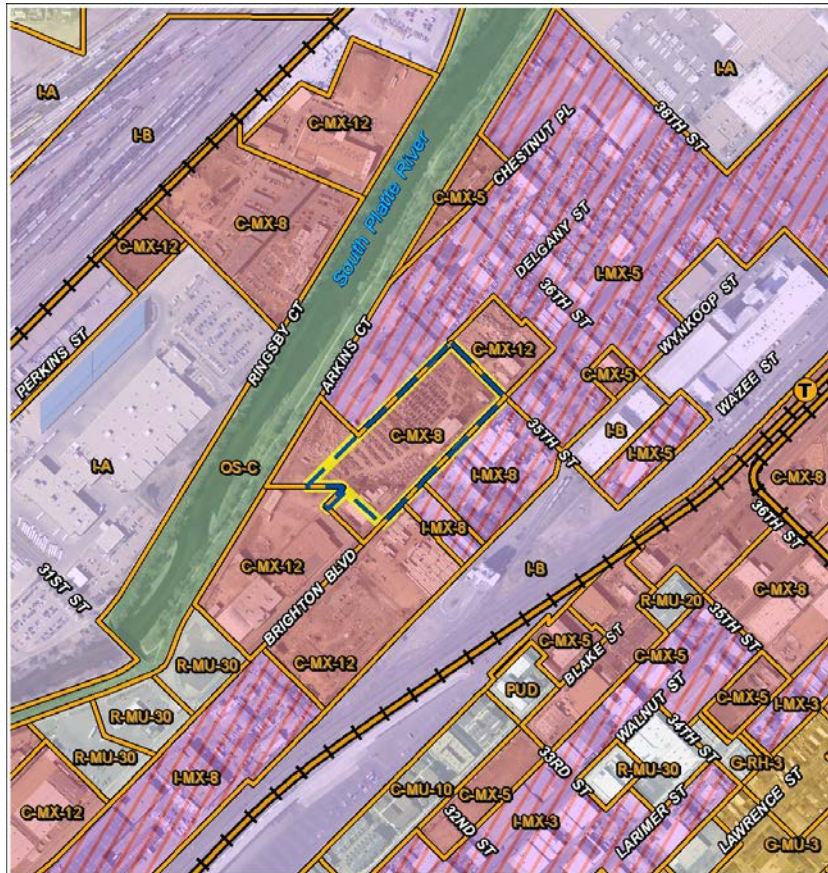 I-A
I-A
I-B
C-MX-12
38TH ST
CHESTNUT PL
South Platte River
C-MX-5
C-MX-8
C-MX-12
DELGANY ST
I-MX-5
36TH ST
WYNKOOP ST
PERKINS ST
RINGSBY CT
ARKINS CT
C-MX-12
C-MX-5
WAZEE ST
T
C-MX-8
35TH ST
I-B
I-MX-5
I-A
OS-C
I-MX-8
C-MX-8
36TH ST
I-MX-8
31ST ST
C-MX-12
BRIGHTON BLVD
I-B
C-MX-8
R-MU-20
35TH ST
C-MX-5
BLAKE ST
C-MX-5
C-MX-12
R-MU-30
PUD
WALNUT ST
C-MX-5
I-MX-3
R-MU-30
34TH ST
R-MU-30
33RD ST
R-MU-30
G-RH-3
I-MX-8
C-MU-10
C-MX-5
LAWRENCE ST
C-MX-12
32ND ST
I-MX-3
LARIMER ST
G-MU-3